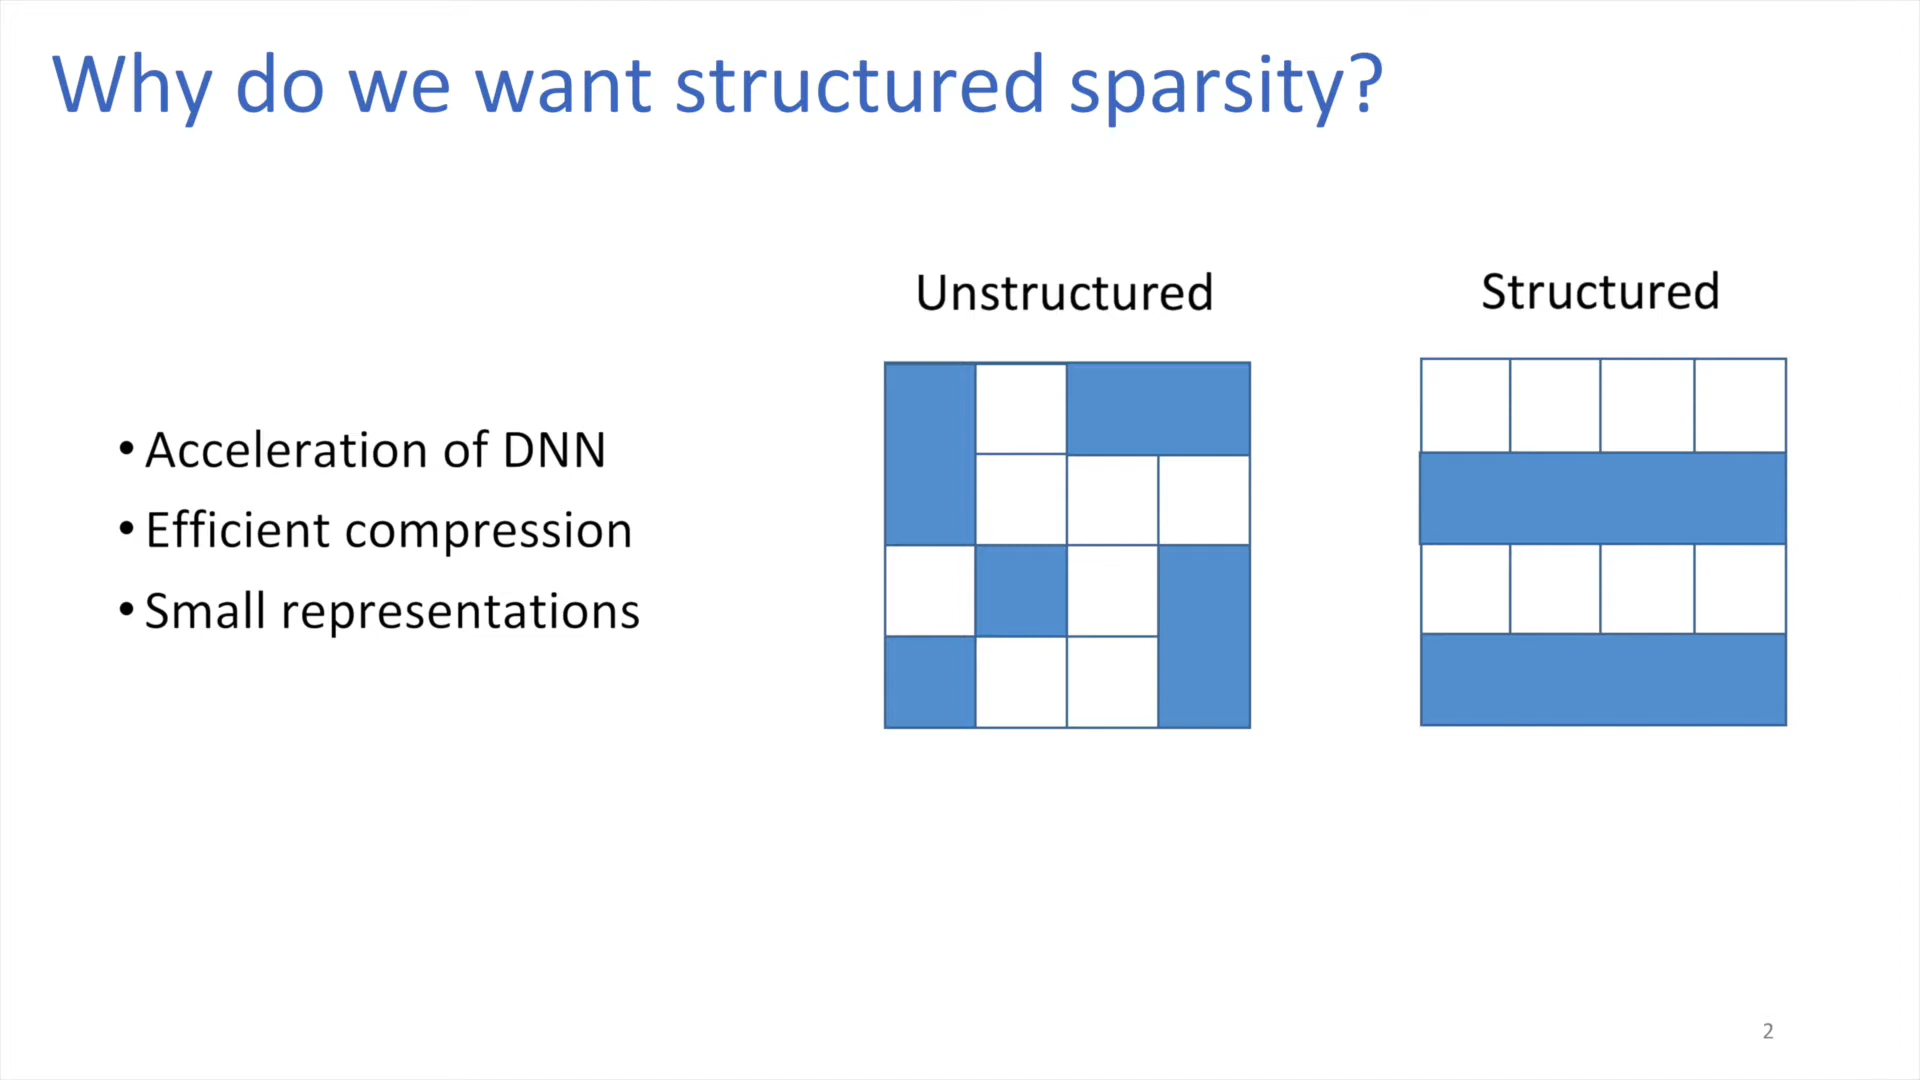 Why do we want structured sparsity?
• Acceleration of DNN
• Efficient compression
• Small representations
Unstructured
Structured
2